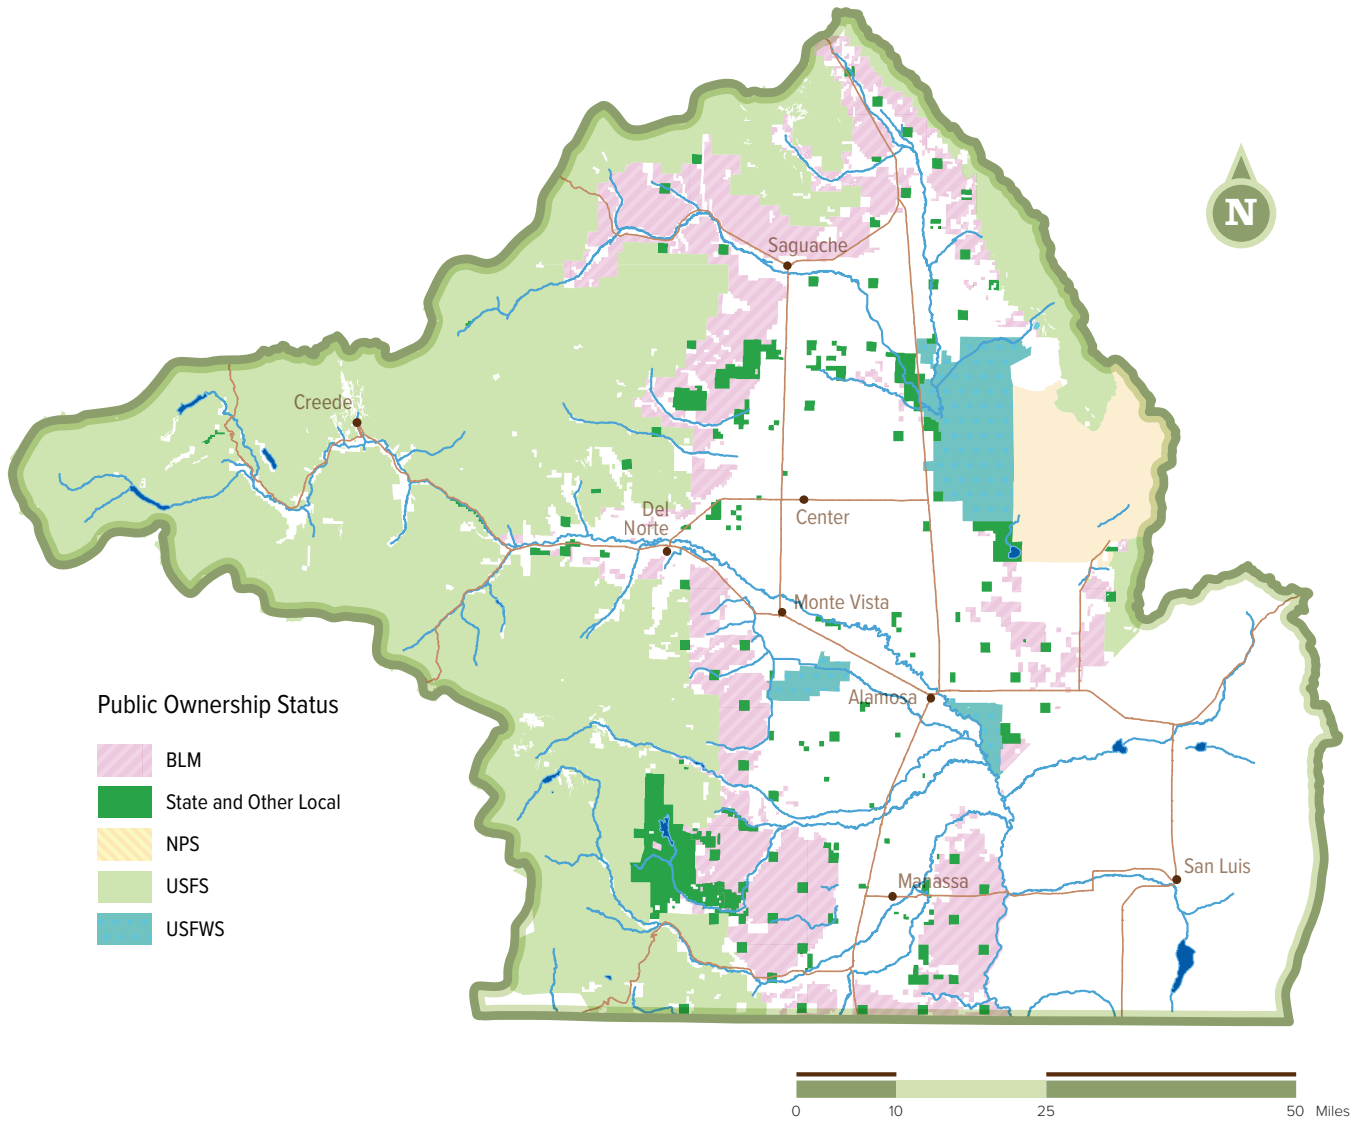 N
Saguache
Creede
Del
Norte
Center
Monte Vista
Alamosa
Manassa
San Luis
Public Ownership Status
BLM
State and Other Local
NPS
USFS
USFWS
0 10 25 50 Miles